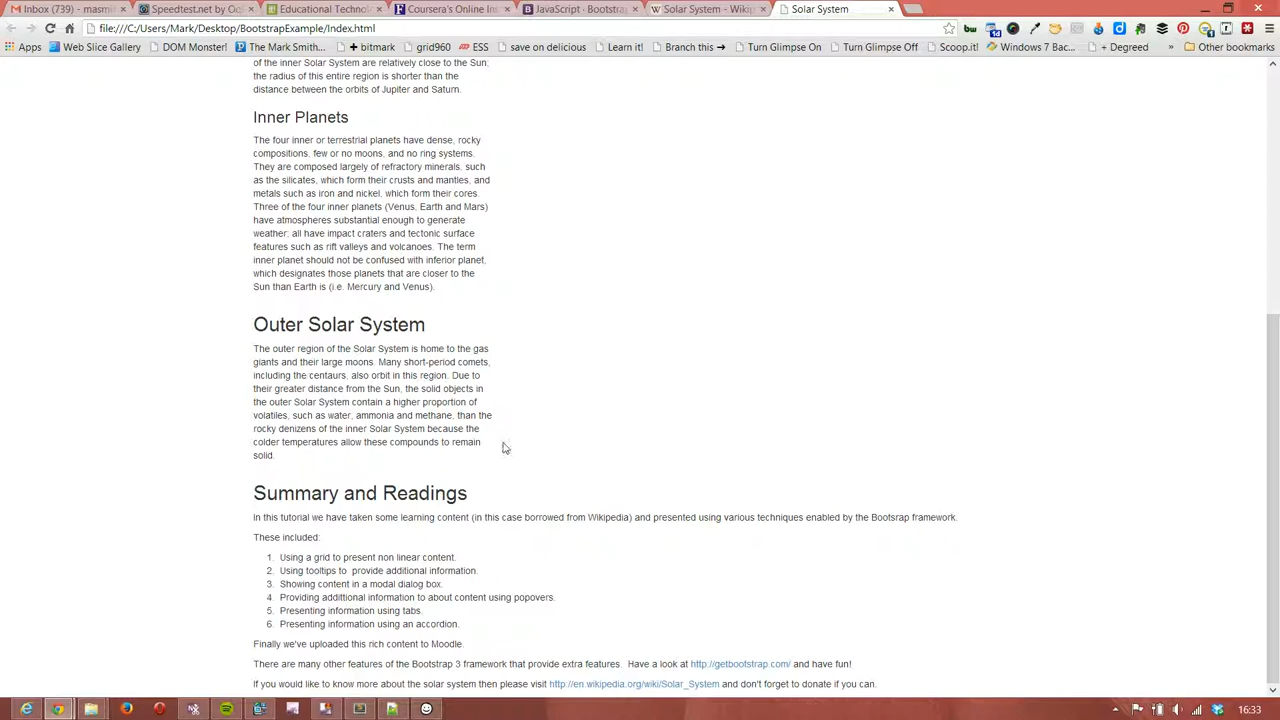 Inbox (739) - masmit
Speedtest.net by Oo
Educational Techno
Coursera's Online In
JavaScript · Bootstrap
Solar System - Wikip
Solar System
file:///C:/Users/Mark/Desktop/BootstrapExample/Index.html
Apps
Web Slice Gallery
DOM Monster!
The Mark Smith...
+ bitmark
grid960
ESS
save on delicious
Learn it!
Branch this →
Turn Glimpse On
Turn Glimpse Off
Scoop.it!
Windows 7 Bac...
+ Degreed
»
Other bookmarks
of the inner Solar System are relatively close to the Sun;
the radius of this entire region is shorter than the
distance between the orbits of Jupiter and Saturn.
Inner Planets
The four inner or terrestrial planets have dense, rocky
compositions, few or no moons, and no ring systems.
They are composed largely of refractory minerals, such
as the silicates, which form their crusts and mantles, and
metals such as iron and nickel, which form their cores.
Three of the four inner planets (Venus, Earth and Mars)
have atmospheres substantial enough to generate
weather; all have impact craters and tectonic surface
features such as rift valleys and volcanoes. The term
inner planet should not be confused with inferior planet,
which designates those planets that are closer to the
Sun than Earth is (i.e. Mercury and Venus).
Outer Solar System
The outer region of the Solar System is home to the gas
giants and their large moons. Many short-period comets,
including the centaurs, also orbit in this region. Due to
their greater distance from the Sun, the solid objects in
the outer Solar System contain a higher proportion of
volatiles, such as water, ammonia and methane, than the
rocky denizens of the inner Solar System because the
colder temperatures allow these compounds to remain
solid.
Summary and Readings
In this tutorial we have taken some learning content (in this case borrowed from Wikipedia) and presented using various techniques enabled by the Bootsrap framework.
These included:
1. Using a grid to present non linear content.
2. Using tooltips to provide additional information.
3. Showing content in a modal dialog box.
4. Providing addittional information to about content using popovers.
5. Presenting information using tabs.
6. Presenting information using an accordion.
Finally we've uploaded this rich content to Moodle.
There are many other features of the Bootstrap 3 framework that provide extra features. Have a look at http://getbootstrap.com/ and have fun!
If you would like to know more about the solar system then please visit http://en.wikipedia.org/wiki/Solar_System and don't forget to donate if you can.
16:33